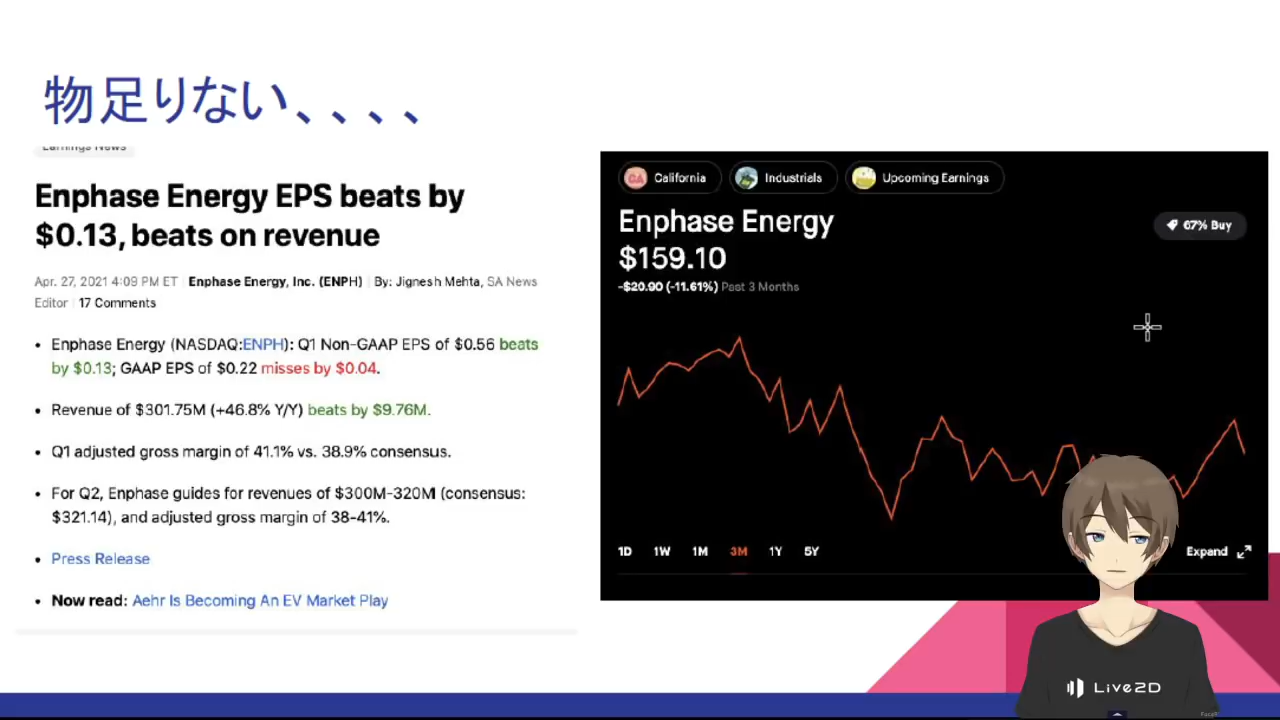 物足りない、、、、
Earnings News
Enphase Energy EPS beats by
$0.13, beats on revenue
Apr. 27, 2021 4:09 PM ET | Enphase Energy, Inc. (ENPH) | By: Jignesh Mehta, SA News
Editor | 17 Comments
• Enphase Energy (NASDAQ:ENPH): Q1 Non-GAAP EPS of $0.56 beats
by $0.13; GAAP EPS of $0.22 misses by $0.04.
• Revenue of $301.75M (+46.8% Y/Y) beats by $9.76M.
• Q1 adjusted gross margin of 41.1% vs. 38.9% consensus.
• For Q2, Enphase guides for revenues of $300M-320M (consensus:
$321.14), and adjusted gross margin of 38-41%.
• Press Release
• Now read: Aehr Is Becoming An EV Market Play
CA California Industrials Upcoming Earnings
Enphase Energy
$159.10
67% Buy
-$20.90 (-11.61%) Past 3 Months
1D 1W 1M 3M 1Y 5Y
Expand
Live2D